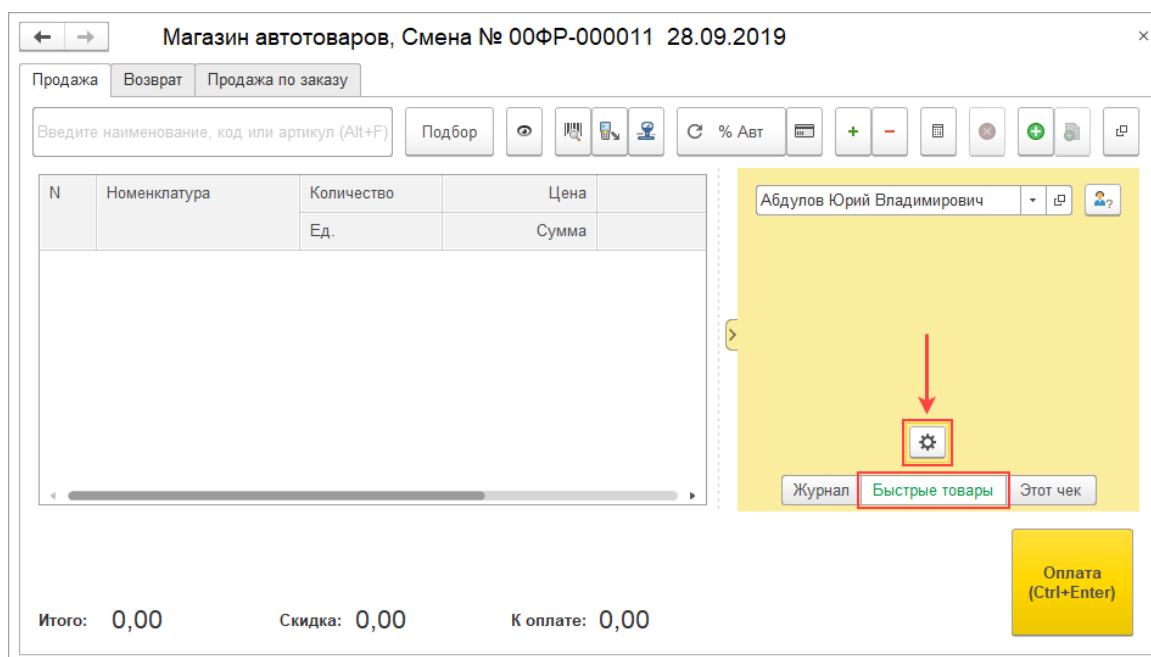 Магазин автотоваров, Смена № 00ФР-000011 28.09.2019
Продажа Возврат Продажа по заказу
Введите наименование, код или артикул (Alt+F) Подбор % Авт
N Номенклатура Количество Цена
Ед. Сумма
Абдулов Юрий Владимирович
Журнал Быстрые товары Этот чек
Оплата
(Ctrl+Enter)
Итого: 0,00 Скидка: 0,00 К оплате: 0,00